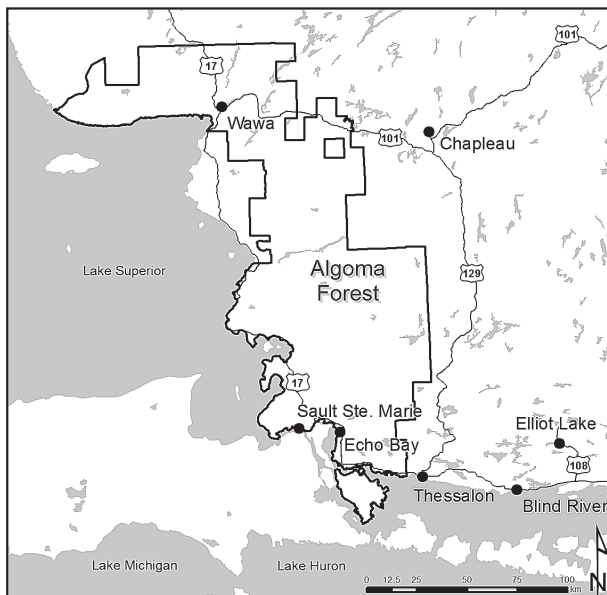 101
17
Wawa
101
Chapleau
Lake Superior
Algoma
Forest
129
17
Sault Ste. Marie
Echo Bay
Elliot Lake
108
Thessalon
Blind River
Lake Michigan
Lake Huron
0 12.5 25 50 75 100
km
N